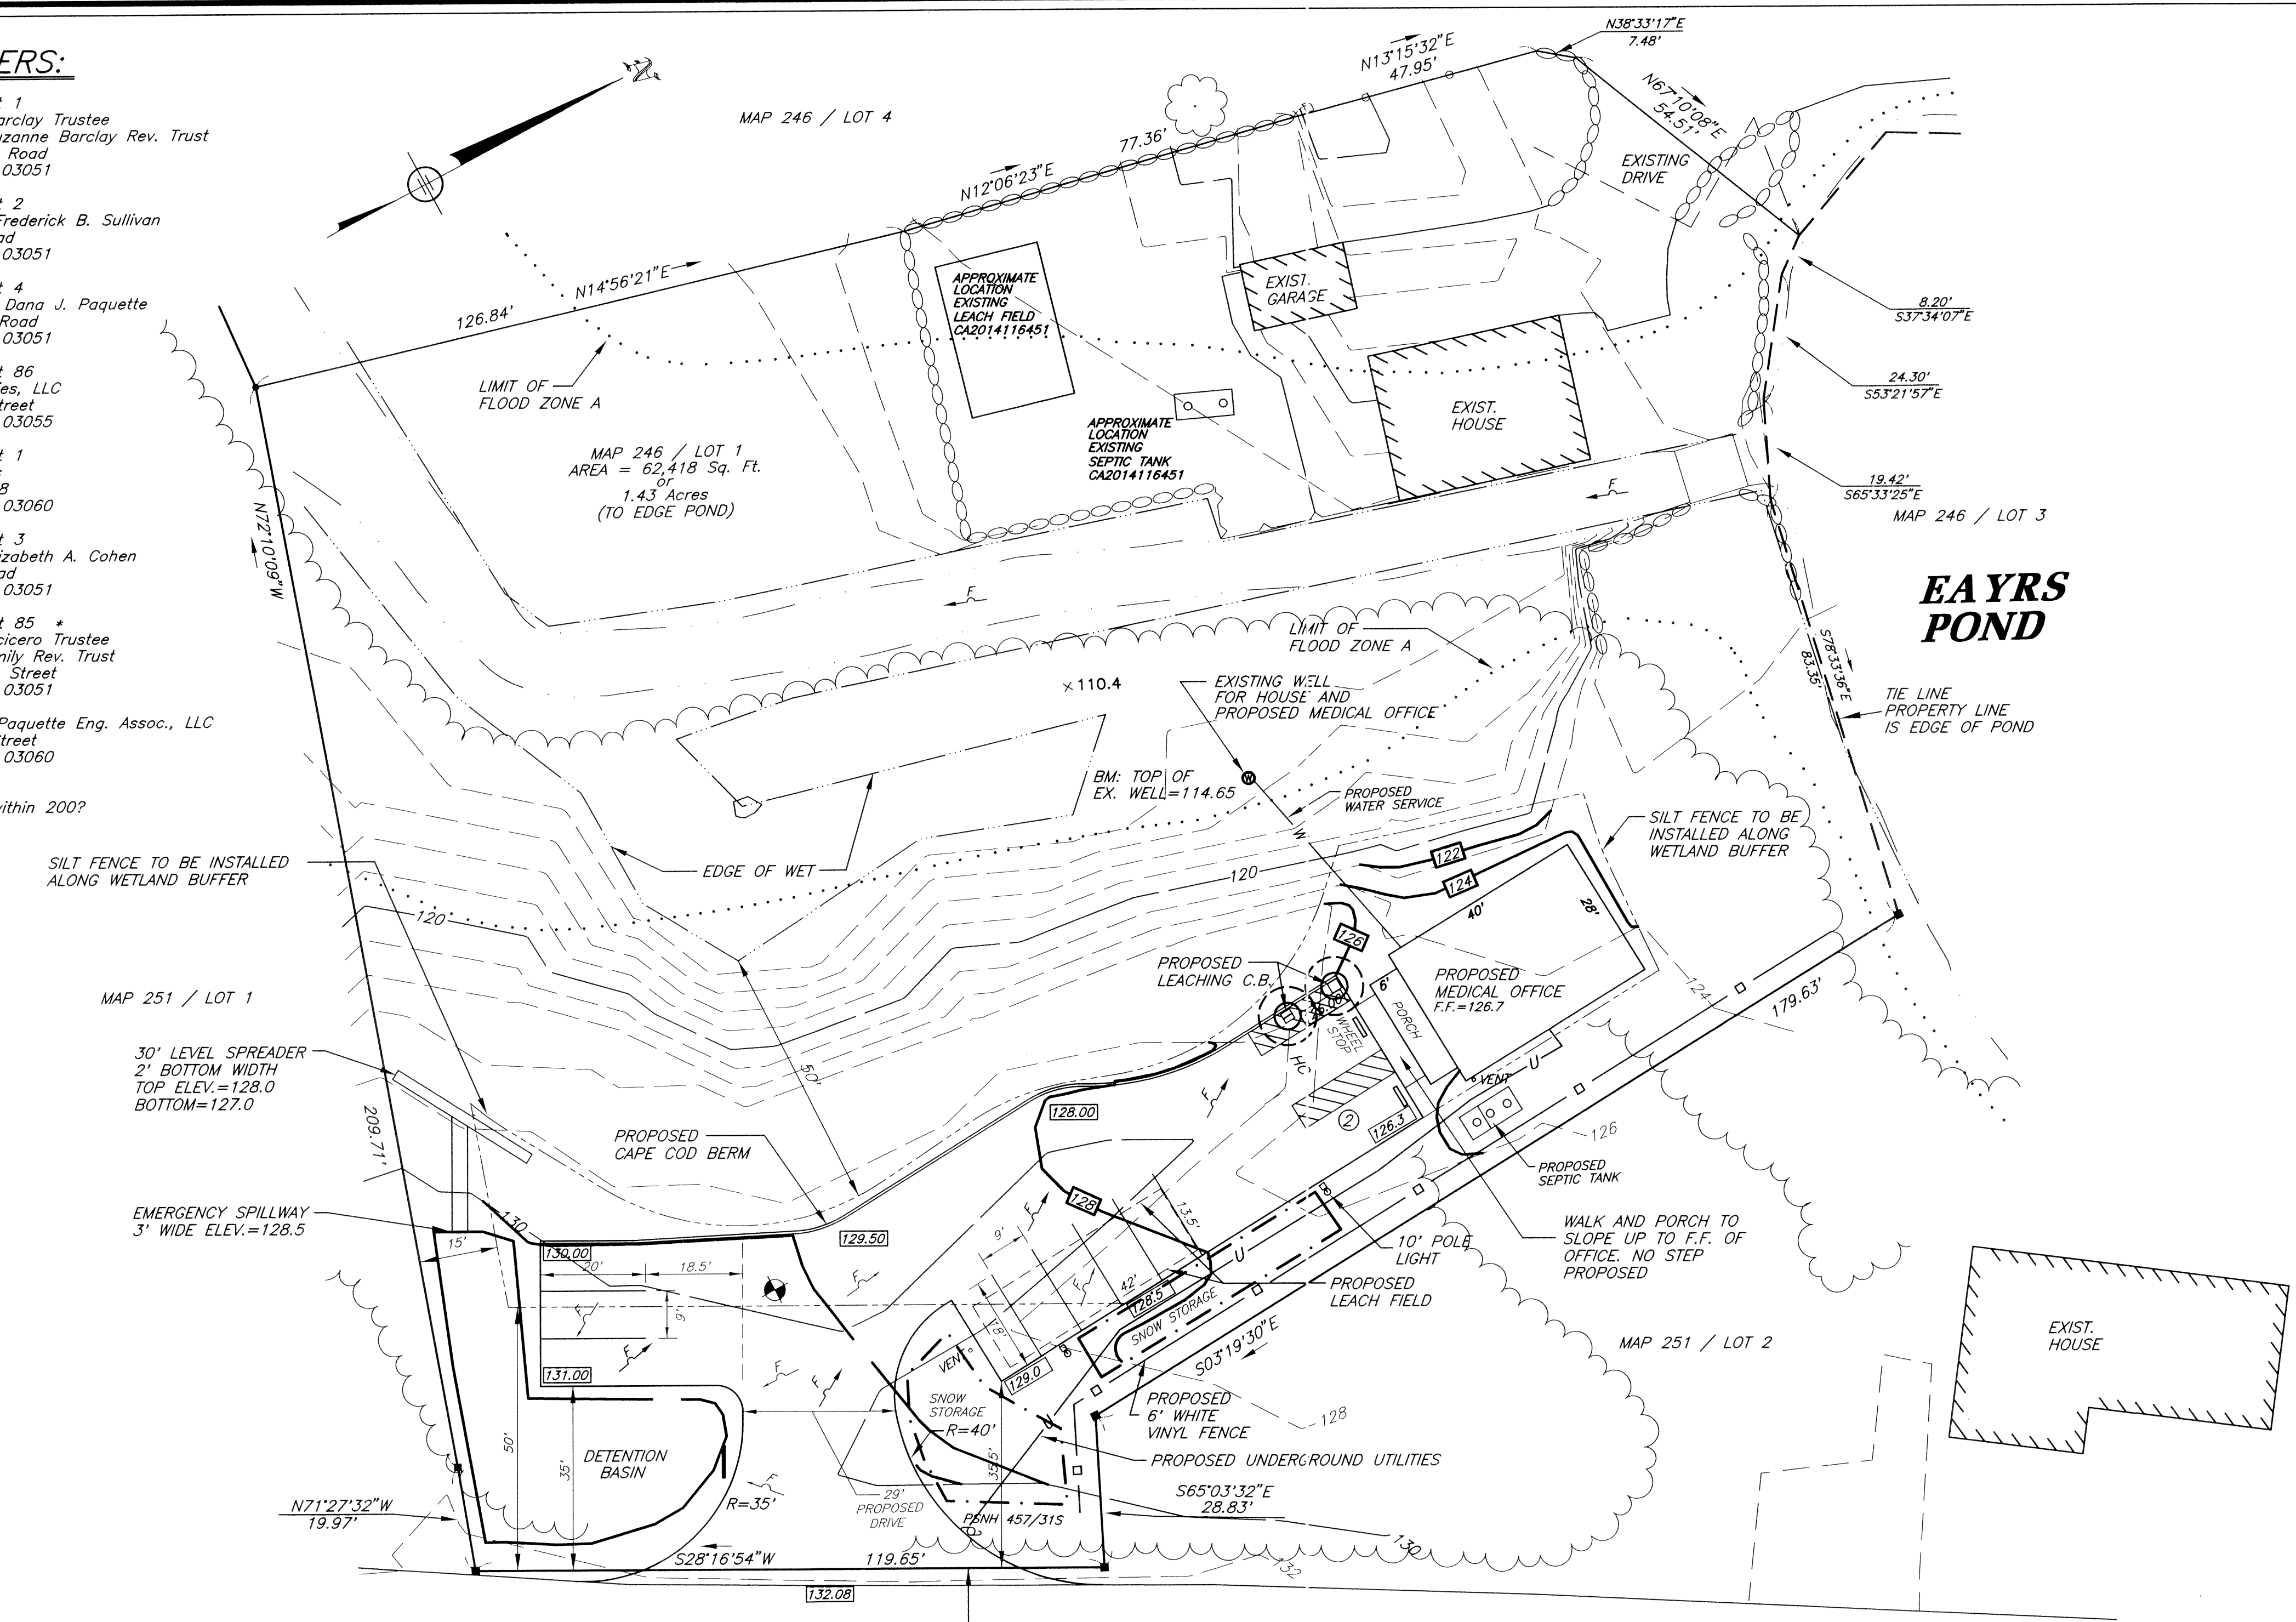 ERS:
t 1
arclay Trustee
uzanne Barclay Rev. Trust
Road
03051
t 2
Frederick B. Sullivan
ad
03051
t 4
Dana J. Paquette
Road
03051
t 86
ies, LLC
treet
03055
t 1
8
03060
t 3
izabeth A. Cohen
ad
03051
t 85 *
cicero Trustee
mily Rev. Trust
Street
03051
Paquette Eng. Assoc., LLC
treet
03060
within 200?
MAP 246 / LOT 4
N38°33'17"E
7.48'
N13°15'32"E
47.95'
N67°10'08"E
54.51'
77.36'
N12°06'23"E
EXISTING
DRIVE
N14°56'21"E
126.84'
APPROXIMATE
LOCATION
EXISTING
LEACH FIELD
CA2014116451
EXIST.
GARAGE
8.20'
S37°34'07"E
LIMIT OF
FLOOD ZONE A
24.30'
S53°21'57"E
EXIST.
HOUSE
APPROXIMATE
LOCATION
EXISTING
SEPTIC TANK
CA2014116451
MAP 246 / LOT 1
AREA = 62,418 Sq. Ft.
or
1.43 Acres
(TO EDGE POND)
19.42'
S65°33'25"E
MAP 246 / LOT 3
F
F
N72°10'09"W
EAYRS
POND
LIMIT OF
FLOOD ZONE A
S78°33'36"E
83.35'
×110.4
EXISTING WELL
FOR HOUSE AND
PROPOSED MEDICAL OFFICE
TIE LINE
PROPERTY LINE
IS EDGE OF POND
W
BM: TOP OF
EX. WELL=114.65
PROPOSED
WATER SERVICE
W
SILT FENCE TO BE
INSTALLED ALONG
WETLAND BUFFER
SILT FENCE TO BE INSTALLED
ALONG WETLAND BUFFER
EDGE OF WET
120
122
124
120
40'
28'
126
PROPOSED
LEACHING C.B.
PROPOSED
MEDICAL OFFICE
F.F.=126.7
6'
PORCH
WHEEL
STOP
HC
124
179.63'
MAP 251 / LOT 1
30' LEVEL SPREADER
2' BOTTOM WIDTH
TOP ELEV.=128.0
BOTTOM=127.0
50'
209.71'
128.00
F
VENT
U
2
126.3
126
PROPOSED
CAPE COD BERM
PROPOSED
SEPTIC TANK
EMERGENCY SPILLWAY
3' WIDE ELEV.=128.5
15'
130
130.00
20'
18.5'
9'
129.50
128
13.5'
9'
F
F
F
U
42'
128.5
SNOW STORAGE
18'
10' POLE
LIGHT
WALK AND PORCH TO
SLOPE UP TO F.F. OF
OFFICE. NO STEP
PROPOSED
PROPOSED
LEACH FIELD
S03°19'30"E
MAP 251 / LOT 2
EXIST.
HOUSE
F
F
131.00
F
F
VENT
129.0
SNOW
STORAGE
R=40'
PROPOSED
6' WHITE
VINYL FENCE
128
U
PROPOSED UNDERGROUND UTILITIES
50'
35'
DETENTION
BASIN
F
R=35'
29'
PROPOSED
DRIVE
35.5'
PSNH 457/31S
S65°03'32"E
28.83'
N71°27'32"W
19.97'
S28°16'54"W
119.65'
130
132
132.08